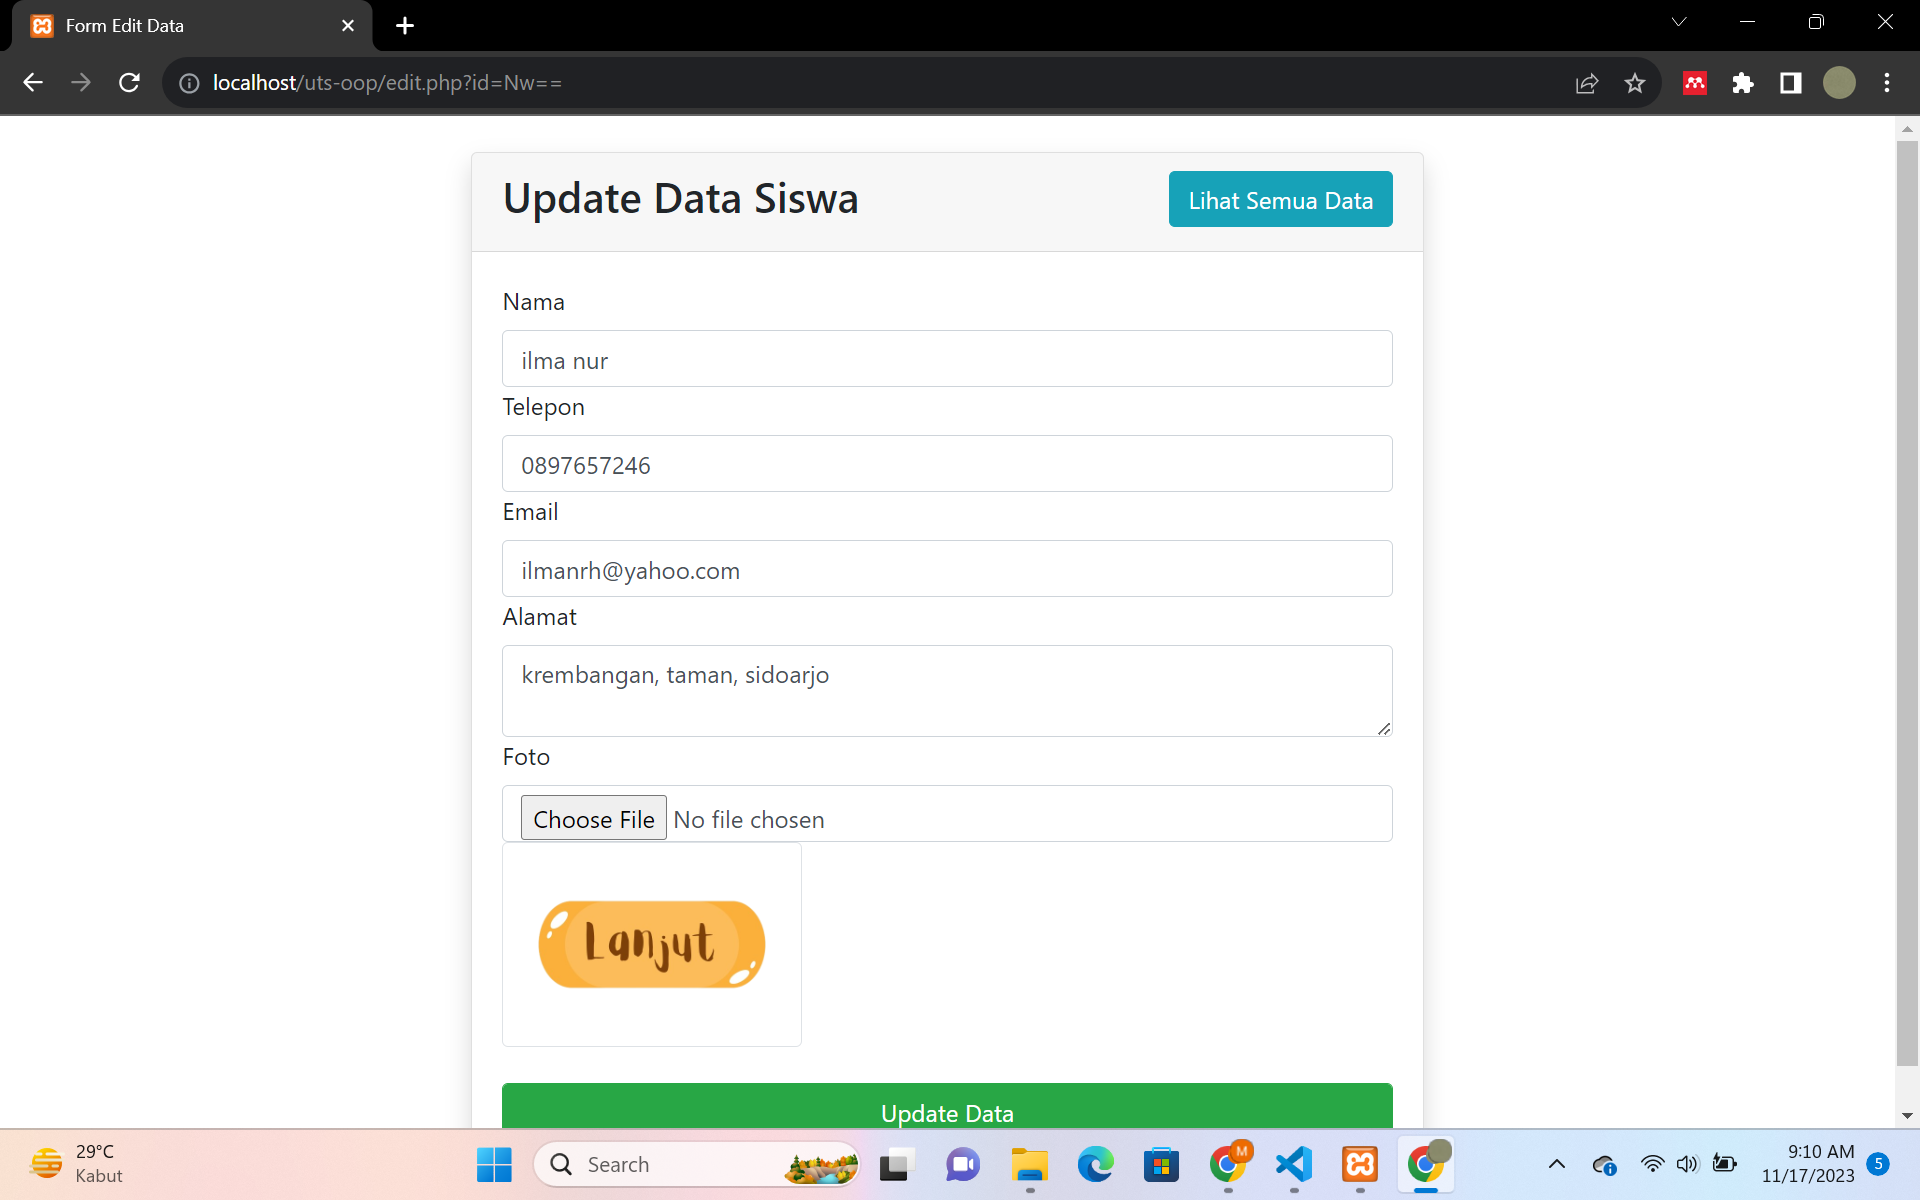 Form Edit Data
localhost/uts-oop/edit.php?id=Nw==
Update Data Siswa
Lihat Semua Data
Nama
ilma nur
Telepon
0897657246
Email
ilmanrh@yahoo.com
Alamat
krembangan, taman, sidoarjo
Foto
Choose File No file chosen
Lanjut
Update Data
29°C
Kabut
Search
M
9:10 AM
11/17/2023
5